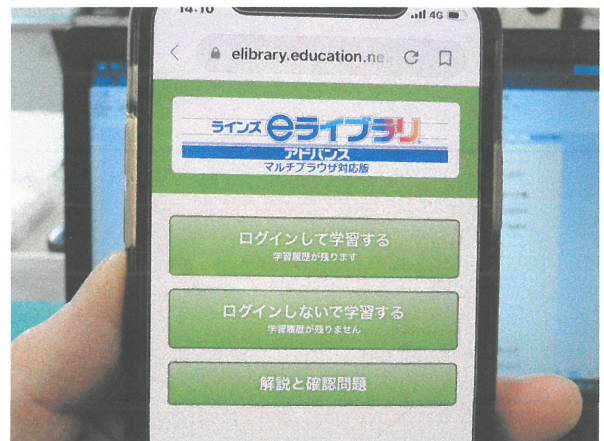 14:10
4G
elibrary.education.ne
ラインズ eライブラリ
アドバンス
マルチブラウザ対応版
ログインして学習する
学習履歴が残ります
ログインしないで学習する
学習履歴が残りません
解説と確認問題